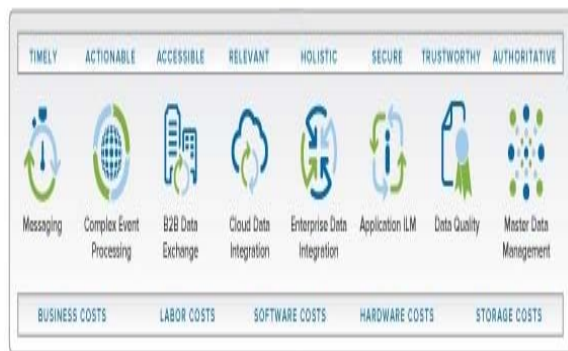 TIMELY ACTIONABLE ACCESSIBLE RELEVANT HOLISTIC SECURE TRUSTWORTHY AUTHORITATIVE
Messaging Complex Event B2B Data Cloud Data Enterprise Data Application ILM Data Quality Master Data
Processing Exchange Integration Integration Management
BUSINESS COSTS LABOR COSTS SOFTWARE COSTS HARDWARE COSTS STORAGE COSTS